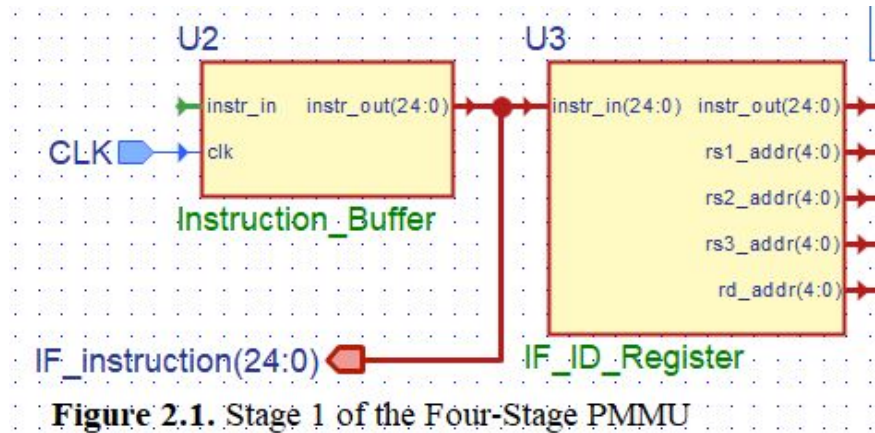 U2
instr_in instr_out(24:0)
CLK clk
Instruction_Buffer
U3
instr_in(24:0) instr_out(24:0)
rs1_addr(4:0)
rs2_addr(4:0)
rs3_addr(4:0)
rd_addr(4:0)
IF_ID_Register
IF_instruction(24:0)
Figure 2.1. Stage 1 of the Four-Stage PMMU